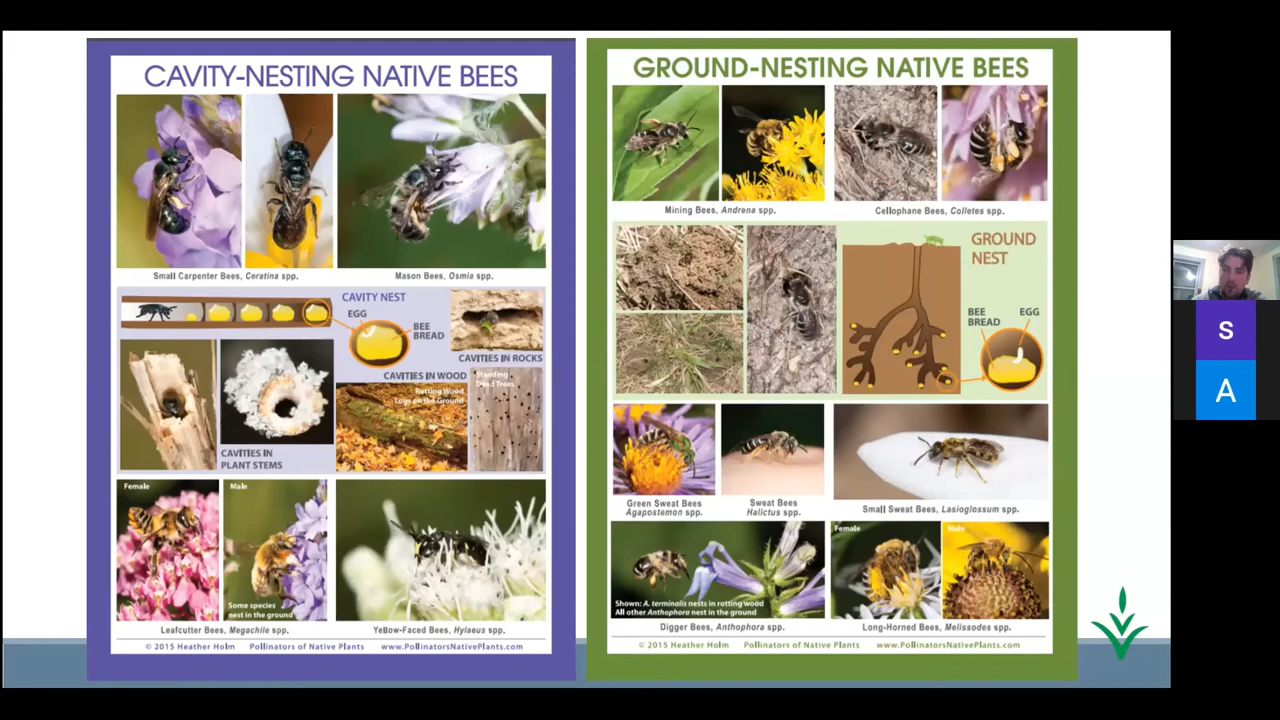 CAVITY-NESTING NATIVE BEES
Small Carpenter Bees, Ceratina spp.
Mason Bees, Osmia spp.
CAVITY NEST
EGG
BEE
BREAD
CAVITIES IN ROCKS
CAVITIES IN WOOD
Rotting Wood
Logs on the Ground
Standing
Dead Trees
CAVITIES IN
PLANT STEMS
Female
Male
Some species
nest in the ground
Leafcutter Bees, Megachile spp.
Yellow-Faced Bees, Hylaeus spp.
© 2015 Heather Holm Pollinators of Native Plants www.PollinatorsNativePlants.com
GROUND-NESTING NATIVE BEES
Mining Bees, Andrena spp.
Cellophane Bees, Colletes spp.
GROUND
NEST
BEE
BREAD
EGG
Green Sweat Bees
Agapostemon spp.
Sweat Bees
Halictus spp.
Small Sweat Bees, Lasioglossum spp.
Shown: A. terminalis nests in rotting wood
All other Anthophora nest in the ground
Digger Bees, Anthophora spp.
Female
Male
Long-Horned Bees, Melissodes spp.
© 2015 Heather Holm Pollinators of Native Plants www.PollinatorsNativePlants.com
S
A